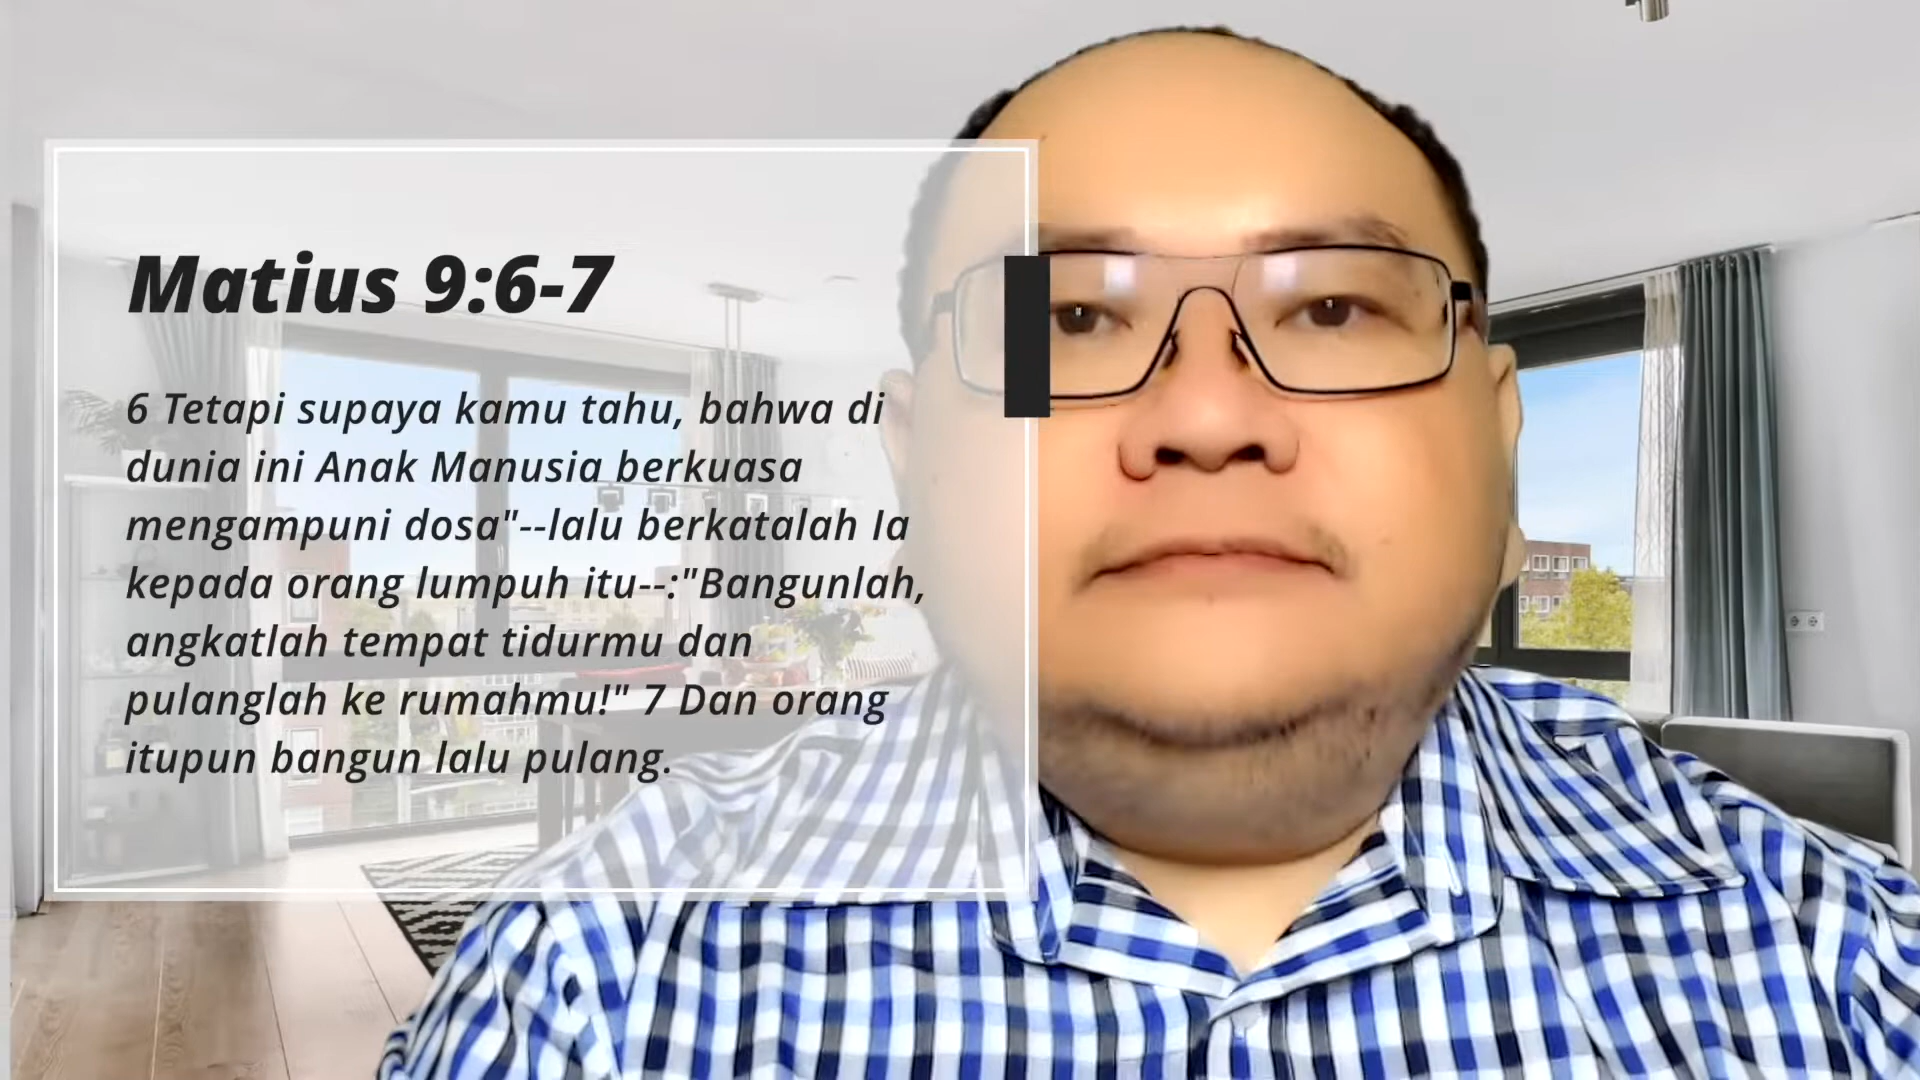 Matius 9:6-7
6 Tetapi supaya kamu tahu, bahwa di
dunia ini Anak Manusia berkuasa
mengampuni dosa"--lalu berkatalah Ia
kepada orang lumpuh itu--:"Bangunlah,
angkatlah tempat tidurmu dan
pulanglah ke rumahmu!" 7 Dan orang
itupun bangun lalu pulang.